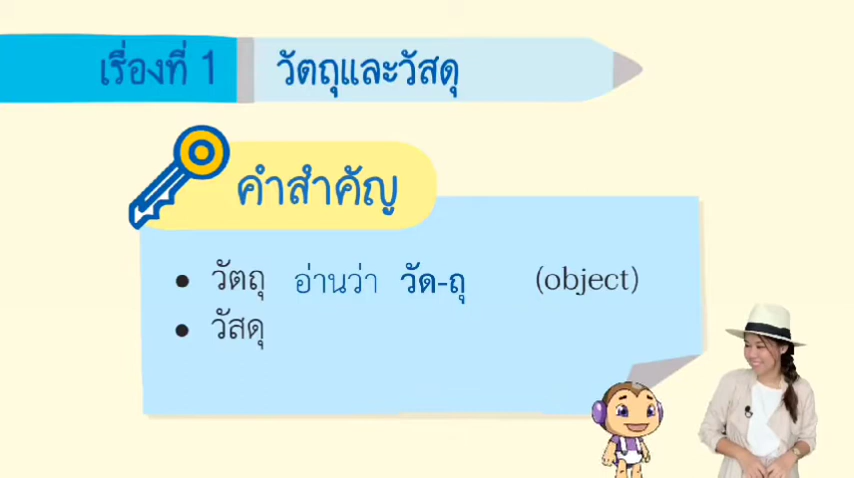 เรื่องที่ 1 วัตถุและวัสดุ
คำสำคัญ
• วัตถุ อ่านว่า วัด-ถุ (object)
• วัสดุ